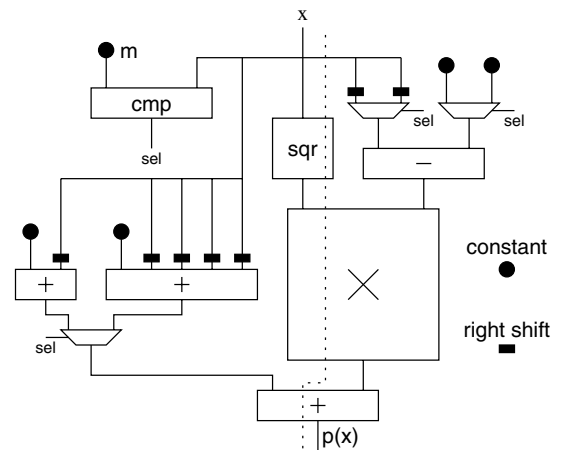 x
m
cmp
sel
sel
sel
sqr
−
constant
+
+
×
right shift
sel
+
p(x)